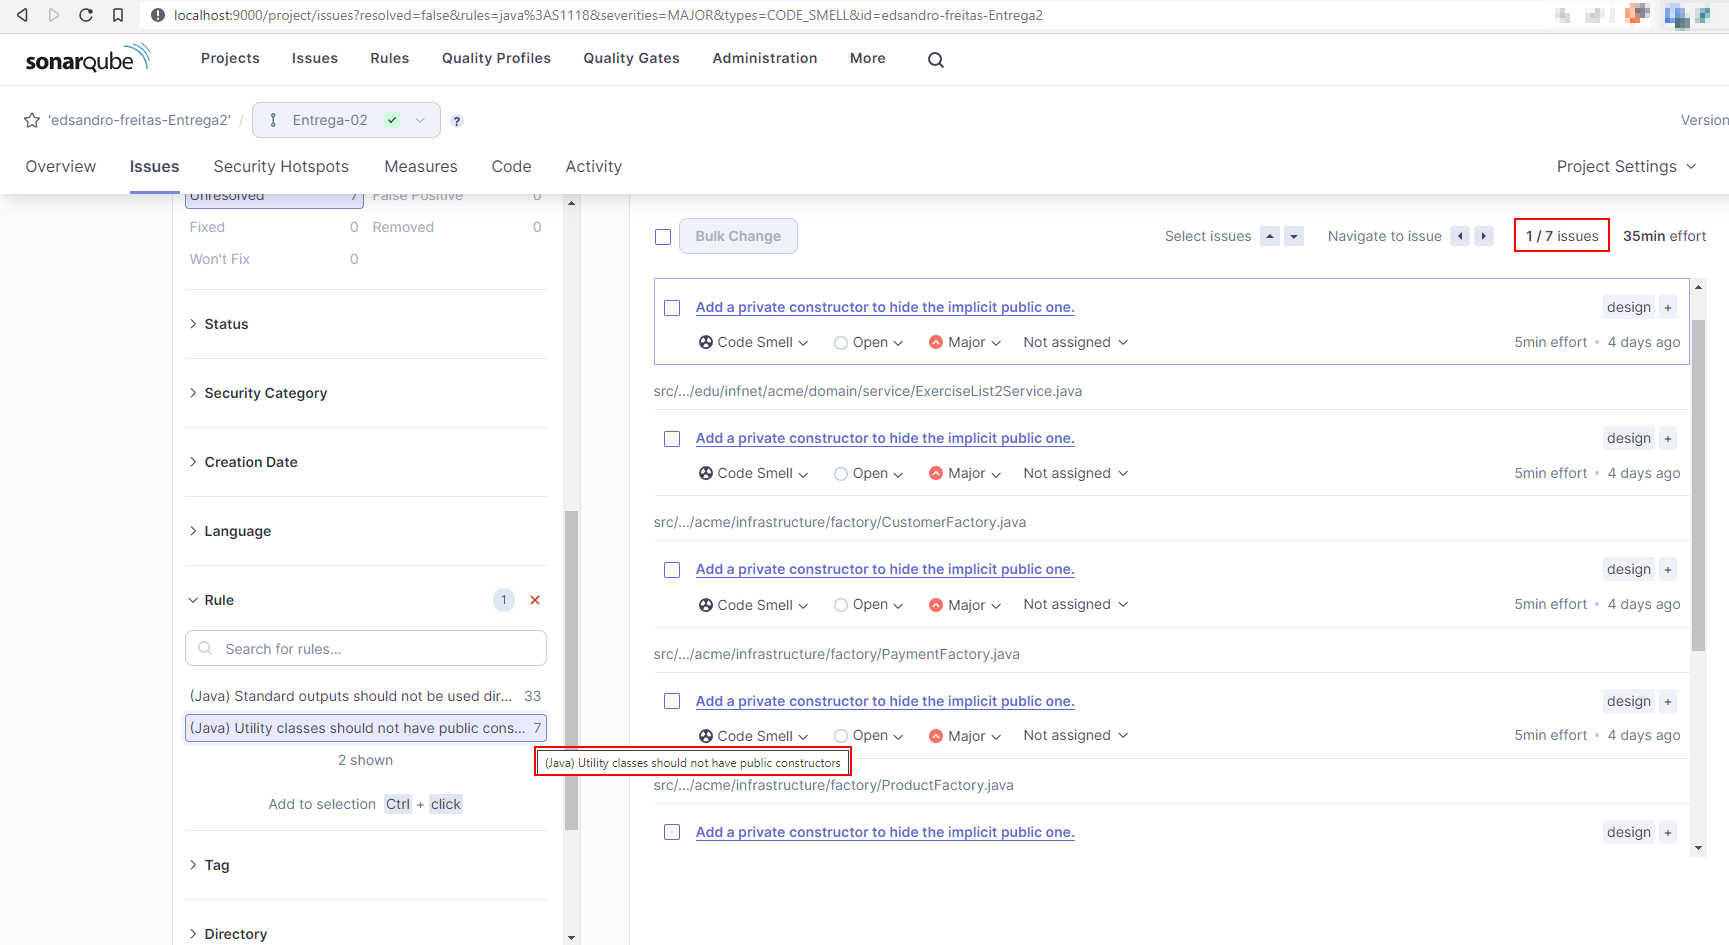 localhost:9000/project/issues?resolved=false&rules=java%3AS1118&severities=MAJOR&types=CODE_SMELL&id=edsandro-freitas-Entrega2
sonarqube
Projects Issues Rules Quality Profiles Quality Gates Administration More
'edsandro-freitas-Entrega2' / Entrega-02 ?
Version
Overview Issues Security Hotspots Measures Code Activity Project Settings
Unresolved 7 False Positive 0
Fixed 0 Removed 0
Won't Fix 0
Status
Security Category
Creation Date
Language
Rule 1
Search for rules...
(Java) Standard outputs should not be used dir... 33
(Java) Utility classes should not have public cons... 7
2 shown
Add to selection Ctrl + click
Tag
Directory
Bulk Change Select issues Navigate to issue 1 / 7 issues 35min effort
Add a private constructor to hide the implicit public one. design +
Code Smell Open Major Not assigned 5min effort • 4 days ago
src/.../edu/infnet/acme/domain/service/ExerciseList2Service.java
Add a private constructor to hide the implicit public one. design +
Code Smell Open Major Not assigned 5min effort • 4 days ago
src/.../acme/infrastructure/factory/CustomerFactory.java
Add a private constructor to hide the implicit public one. design +
Code Smell Open Major Not assigned 5min effort • 4 days ago
src/.../acme/infrastructure/factory/PaymentFactory.java
Add a private constructor to hide the implicit public one. design +
Code Smell Open Major Not assigned 5min effort • 4 days ago
(Java) Utility classes should not have public constructors
src/.../acme/infrastructure/factory/ProductFactory.java
Add a private constructor to hide the implicit public one. design +